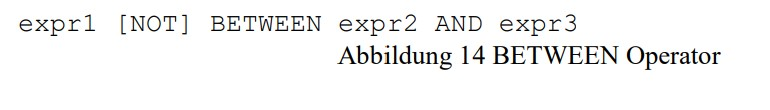 expr1 [NOT] BETWEEN expr2 AND expr3
Abbildung 14 BETWEEN Operator